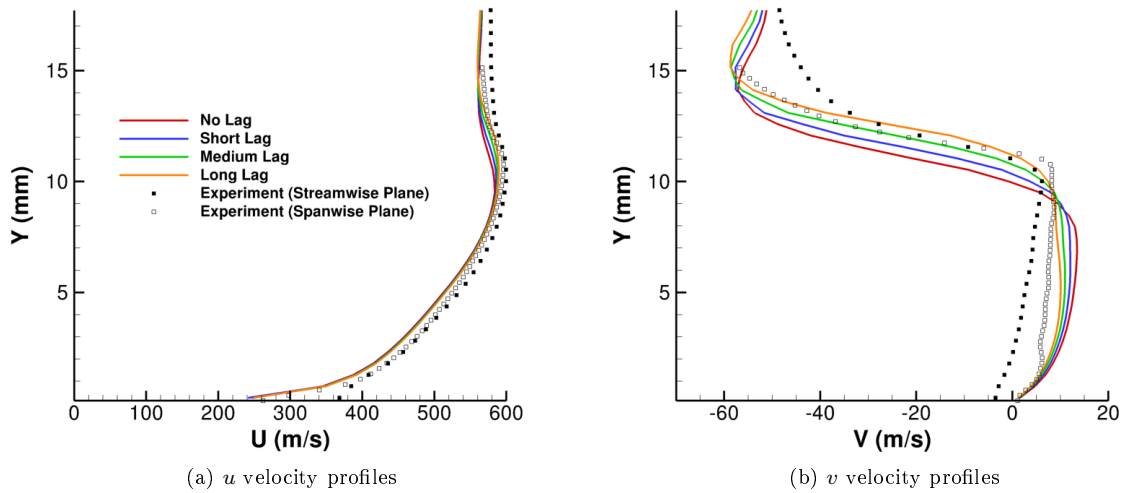 Y (mm)
15
10
5
No Lag
Short Lag
Medium Lag
Long Lag
Experiment (Streamwise Plane)
Experiment (Spanwise Plane)
0 100 200 300 400 500 600
U (m/s)
(a) u velocity profiles
Y (mm)
15
10
5
-60 -40 -20 0 20
V (m/s)
(b) v velocity profiles